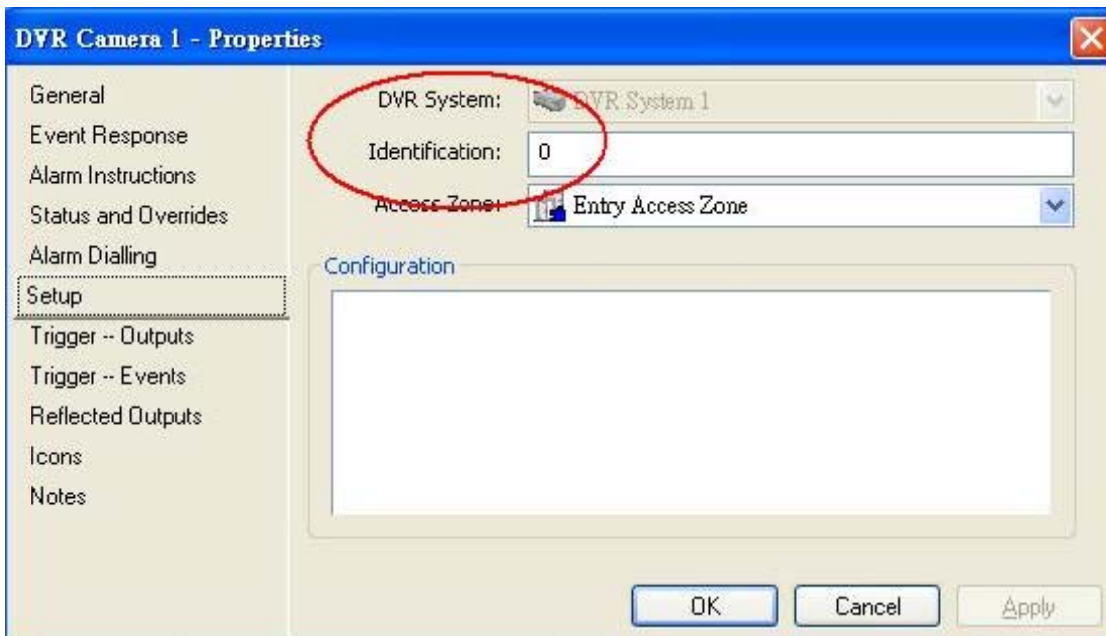 DVR Camera 1 - Properties
General
Event Response
Alarm Instructions
Status and Overrides
Alarm Dialling
Setup
Trigger -- Outputs
Trigger -- Events
Reflected Outputs
Icons
Notes
DVR System: DVR System 1
Identification: 0
Access Zone: Entry Access Zone
Configuration
OK Cancel Apply